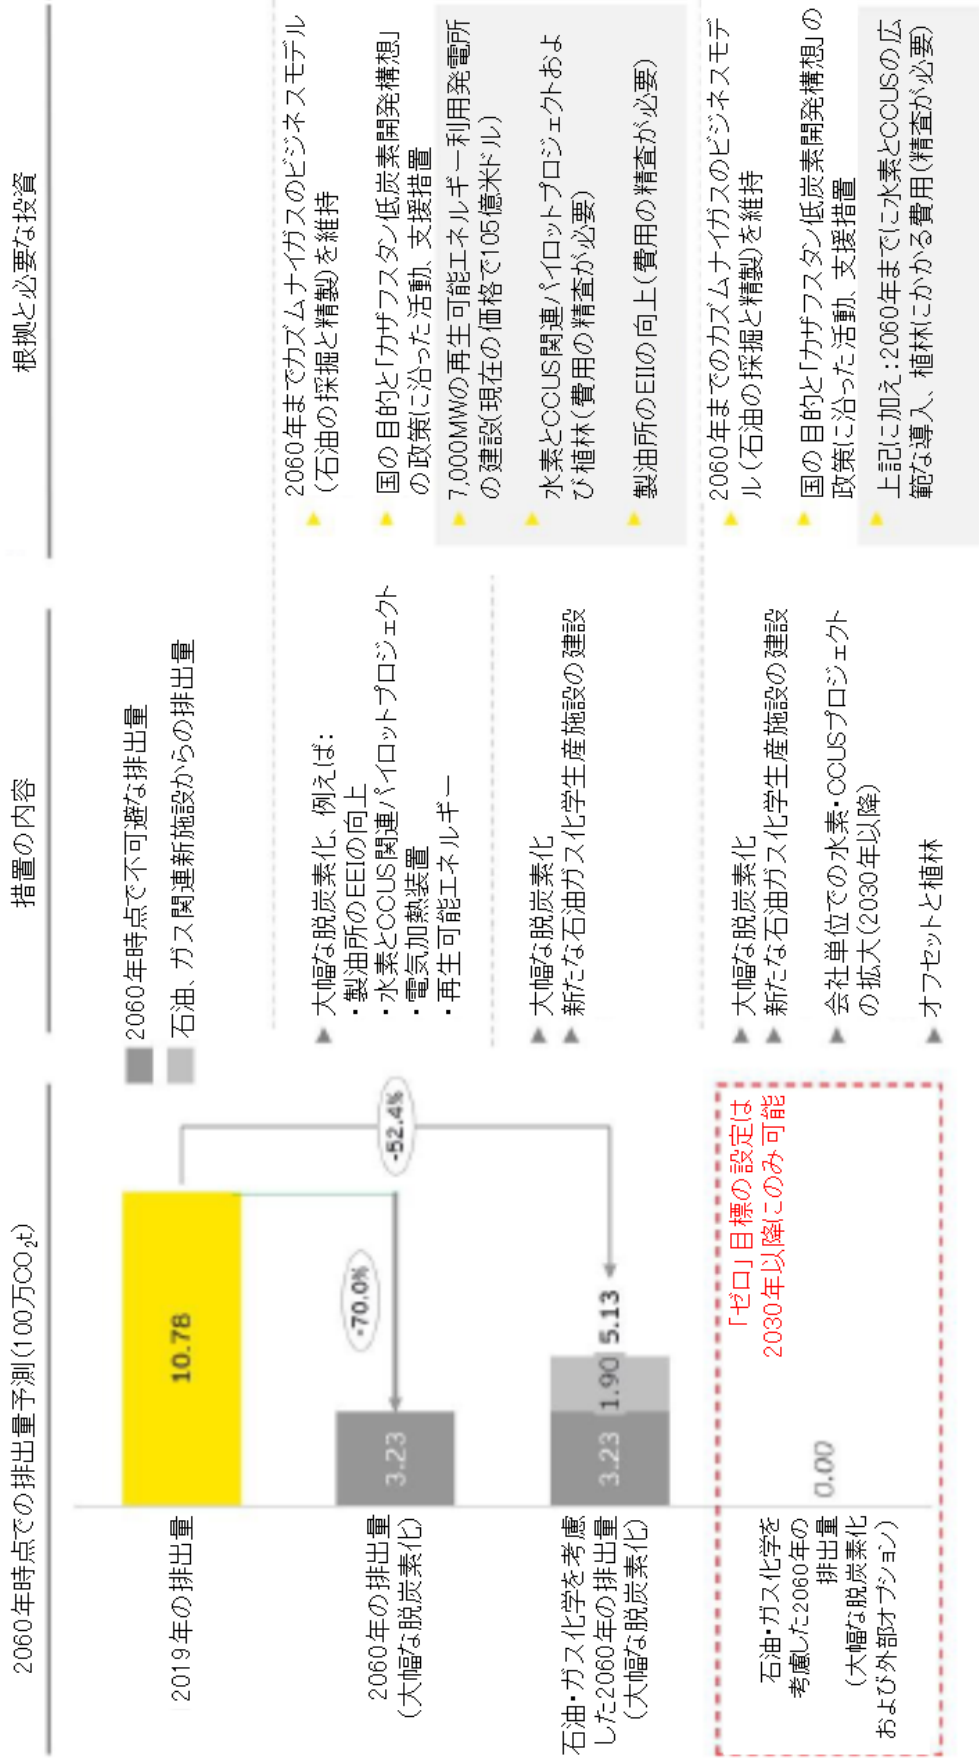 2060年時点での排出量予測(100万CO₂t)
2019年の排出量
10.78
2060年の排出量
(大幅な脱炭素化)
3.23
-70.0%
石油・ガス化学を考慮
した2060年の排出量
(大幅な脱炭素化)
3.23
1.90
5.13
-52.4%
石油・ガス化学を
考慮した2060年の
排出量
(大幅な脱炭素化
および外部オプション)
0.00
「ゼロ」目標の設定は
2030年以降にのみ可能
措置の内容
2060年時点で不可避な排出量
石油、ガス関連新施設からの排出量
▶ 大幅な脱炭素化、例えば:
・製油所のEEIの向上
・水素とCCUS関連パイロットプロジェクト
・電気加熱装置
・再生可能エネルギー
▶ 大幅な脱炭素化
▶ 新たな石油ガス化学生産施設の建設
▶ 大幅な脱炭素化
▶ 新たな石油ガス化学生産施設の建設
▶ 会社単位での水素・CCUSプロジェクト
の拡大(2030年以降)
▶ オフセットと植林
根拠と必要な投資
▶ 2060年までカズムナイガスのビジネスモデル
(石油の採掘と精製)を維持
▶ 国の目的と「カザフスタン低炭素開発構想」
の政策に沿った活動、支援措置
▶ 7,000MWの再生可能エネルギー利用発電所
の建設(現在の価格で105億米ドル)
▶ 水素とCCUS関連パイロットプロジェクトおよ
び植林(費用の精査が必要)
▶ 製油所のEIIの向上(費用の精査が必要)
▶ 2060年までのカズムナイガスのビジネスモデ
ル(石油の採掘と精製)を維持
▶ 国の目的と「カザフスタン低炭素開発構想」の
政策に沿った活動、支援措置
▶ 上記に加え:2060年までに水素とCCUSの広
範な導入、植林にかかる費用(精査が必要)